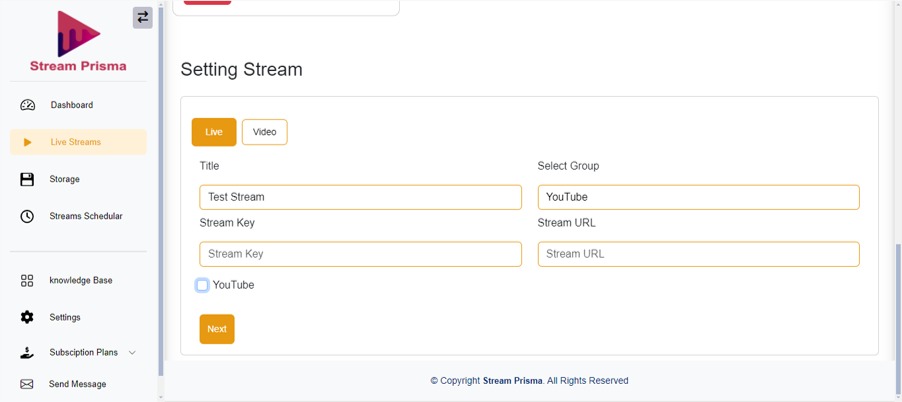 Stream Prisma
Dashboard
Live Streams
Storage
Streams Schedular
knowledge Base
Settings
Subsciption Plans
Send Message
Setting Stream
Live Video
Title Select Group
Test Stream YouTube
Stream Key Stream URL
Stream Key Stream URL
YouTube
Next
© Copyright Stream Prisma. All Rights Reserved